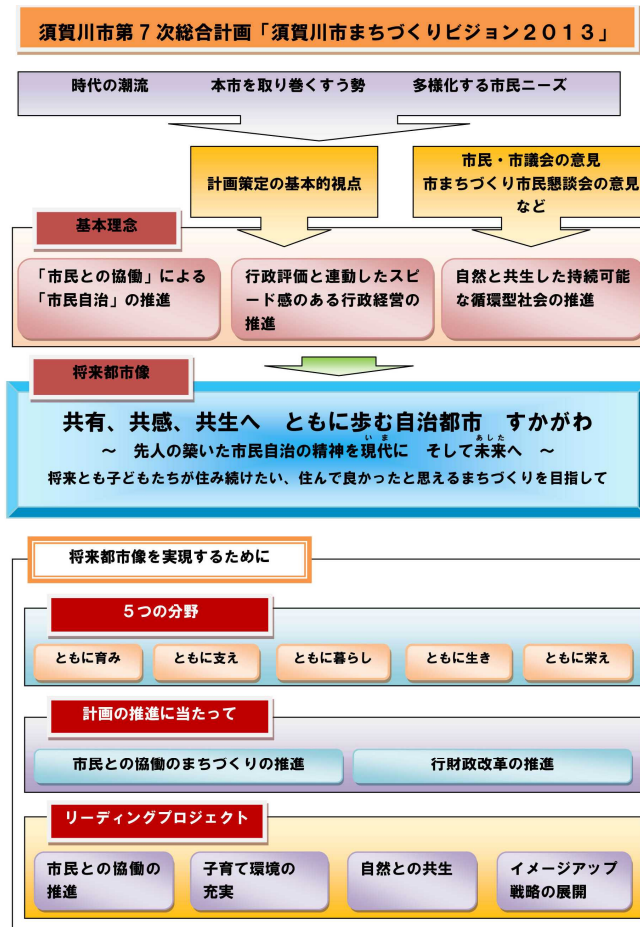 須賀川市第７次総合計画「須賀川市まちづくりビジョン２０１３」
時代の潮流　本市を取り巻くすう勢　多様化する市民ニーズ
計画策定の基本的視点
市民・市議会の意見
市まちづくり市民懇談会の意見
など
基本理念
「市民との協働」による
「市民自治」の推進
行政評価と連動したスピ
ード感のある行政経営の
推進
自然と共生した持続可能
な循環型社会の推進
将来都市像
共有、共感、共生へ　ともに歩む自治都市　すかがわ
いま　あした
～　先人の築いた市民自治の精神を現代に　そして未来へ　～
将来とも子どもたちが住み続けたい、住んで良かったと思えるまちづくりを目指して
将来都市像を実現するために
５つの分野
ともに育み　ともに支え　ともに暮らし　ともに生き　ともに栄え
計画の推進に当たって
市民との協働のまちづくりの推進　行財政改革の推進
リーディングプロジェクト
市民との協働の
推進
子育て環境の
充実
自然との共生
イメージアップ
戦略の展開